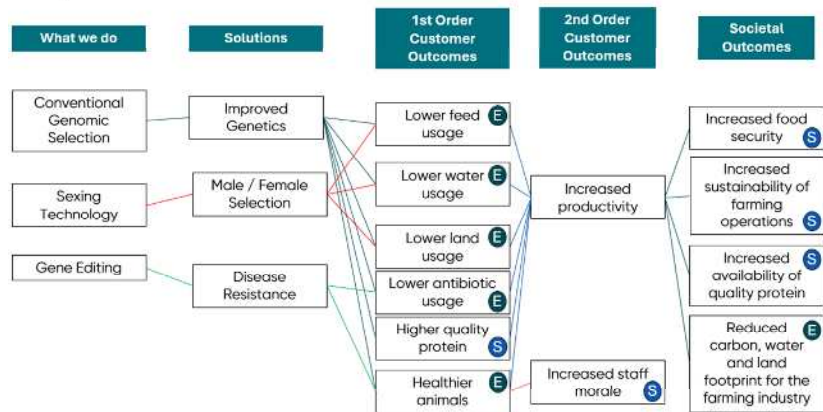 What we do
Solutions
1st Order
Customer
Outcomes
2nd Order
Customer
Outcomes
Societal
Outcomes
Conventional
Genomic
Selection
Sexing
Technology
Gene Editing
Improved
Genetics
Male / Female
Selection
Disease
Resistance
Lower feed
usage
E
Lower water
usage
E
Lower land
usage
E
Lower antibiotic
usage
E
Higher quality
protein
S
Healthier
animals
E
Increased
productivity
Increased staff
morale
S
Increased food
security
S
Increased
sustainability of
farming
operations
S
Increased
availability of
quality protein
S
Reduced
carbon, water
and land
footprint for the
farming industry
E